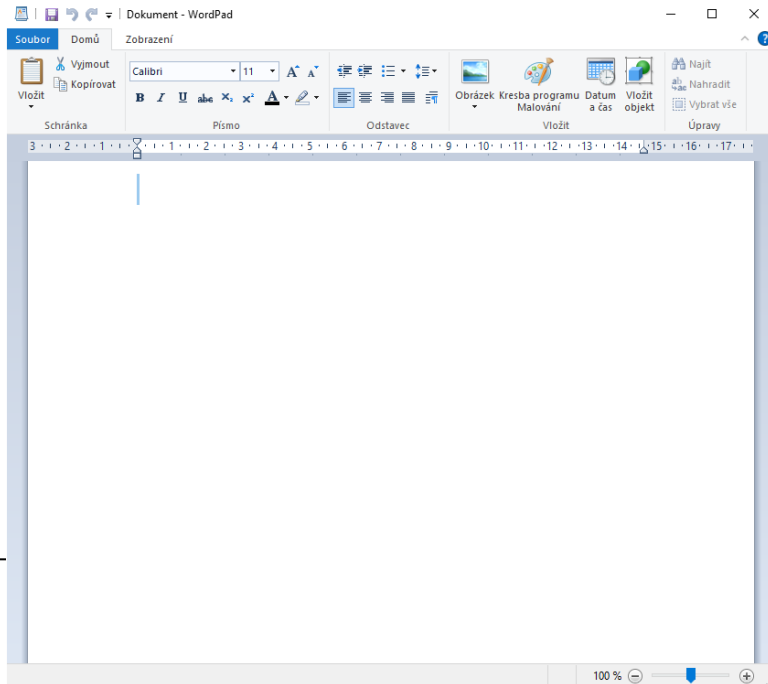 Dokument - WordPad
Soubor Domů Zobrazení
Vložit
Vyjmout
Kopírovat
Schránka
Calibri 11
B I U abc X₂ X² A
Písmo
Odstavec
Obrázek
Kresba programu
Malování
Datum
a čas
Vložit
objekt
Vložit
Najít
Nahradit
Vybrat vše
Úpravy
3 2 1 1 2 3 4 5 6 7 8 9 10 11 12 13 14 15 16 17
100 %